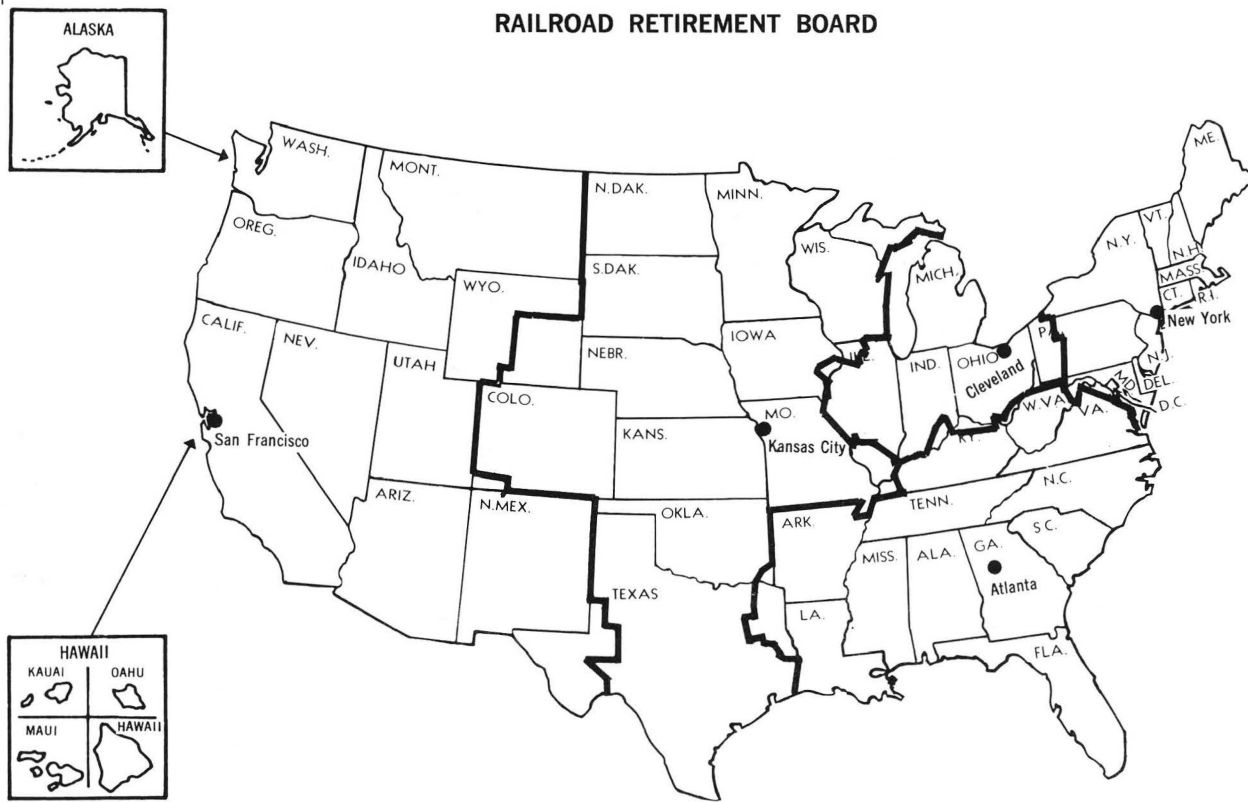 RAILROAD RETIREMENT BOARD
ALASKA
WASH.
MONT.
N.DAK.
MINN.
ME.
VT.
N.Y.
N.H.
OREG.
IDAHO
S.DAK.
WIS.
MICH.
MASS.
CT.
R.I.
WYO.
New York
CALIF.
NEV.
UTAH
NEBR.
IOWA
ILL.
IND.
OHIO
Cleveland
PA.
N.J.
MD.
DEL.
D.C.
COLO.
KANS.
MO.
Kansas City
W.VA.
VA.
KY.
San Francisco
ARIZ.
N.MEX.
OKLA.
ARK.
TENN.
N.C.
S.C.
TEXAS
LA.
MISS.
ALA.
GA.
Atlanta
FLA.
HAWAII
KAUAI
OAHU
MAUI
HAWAII